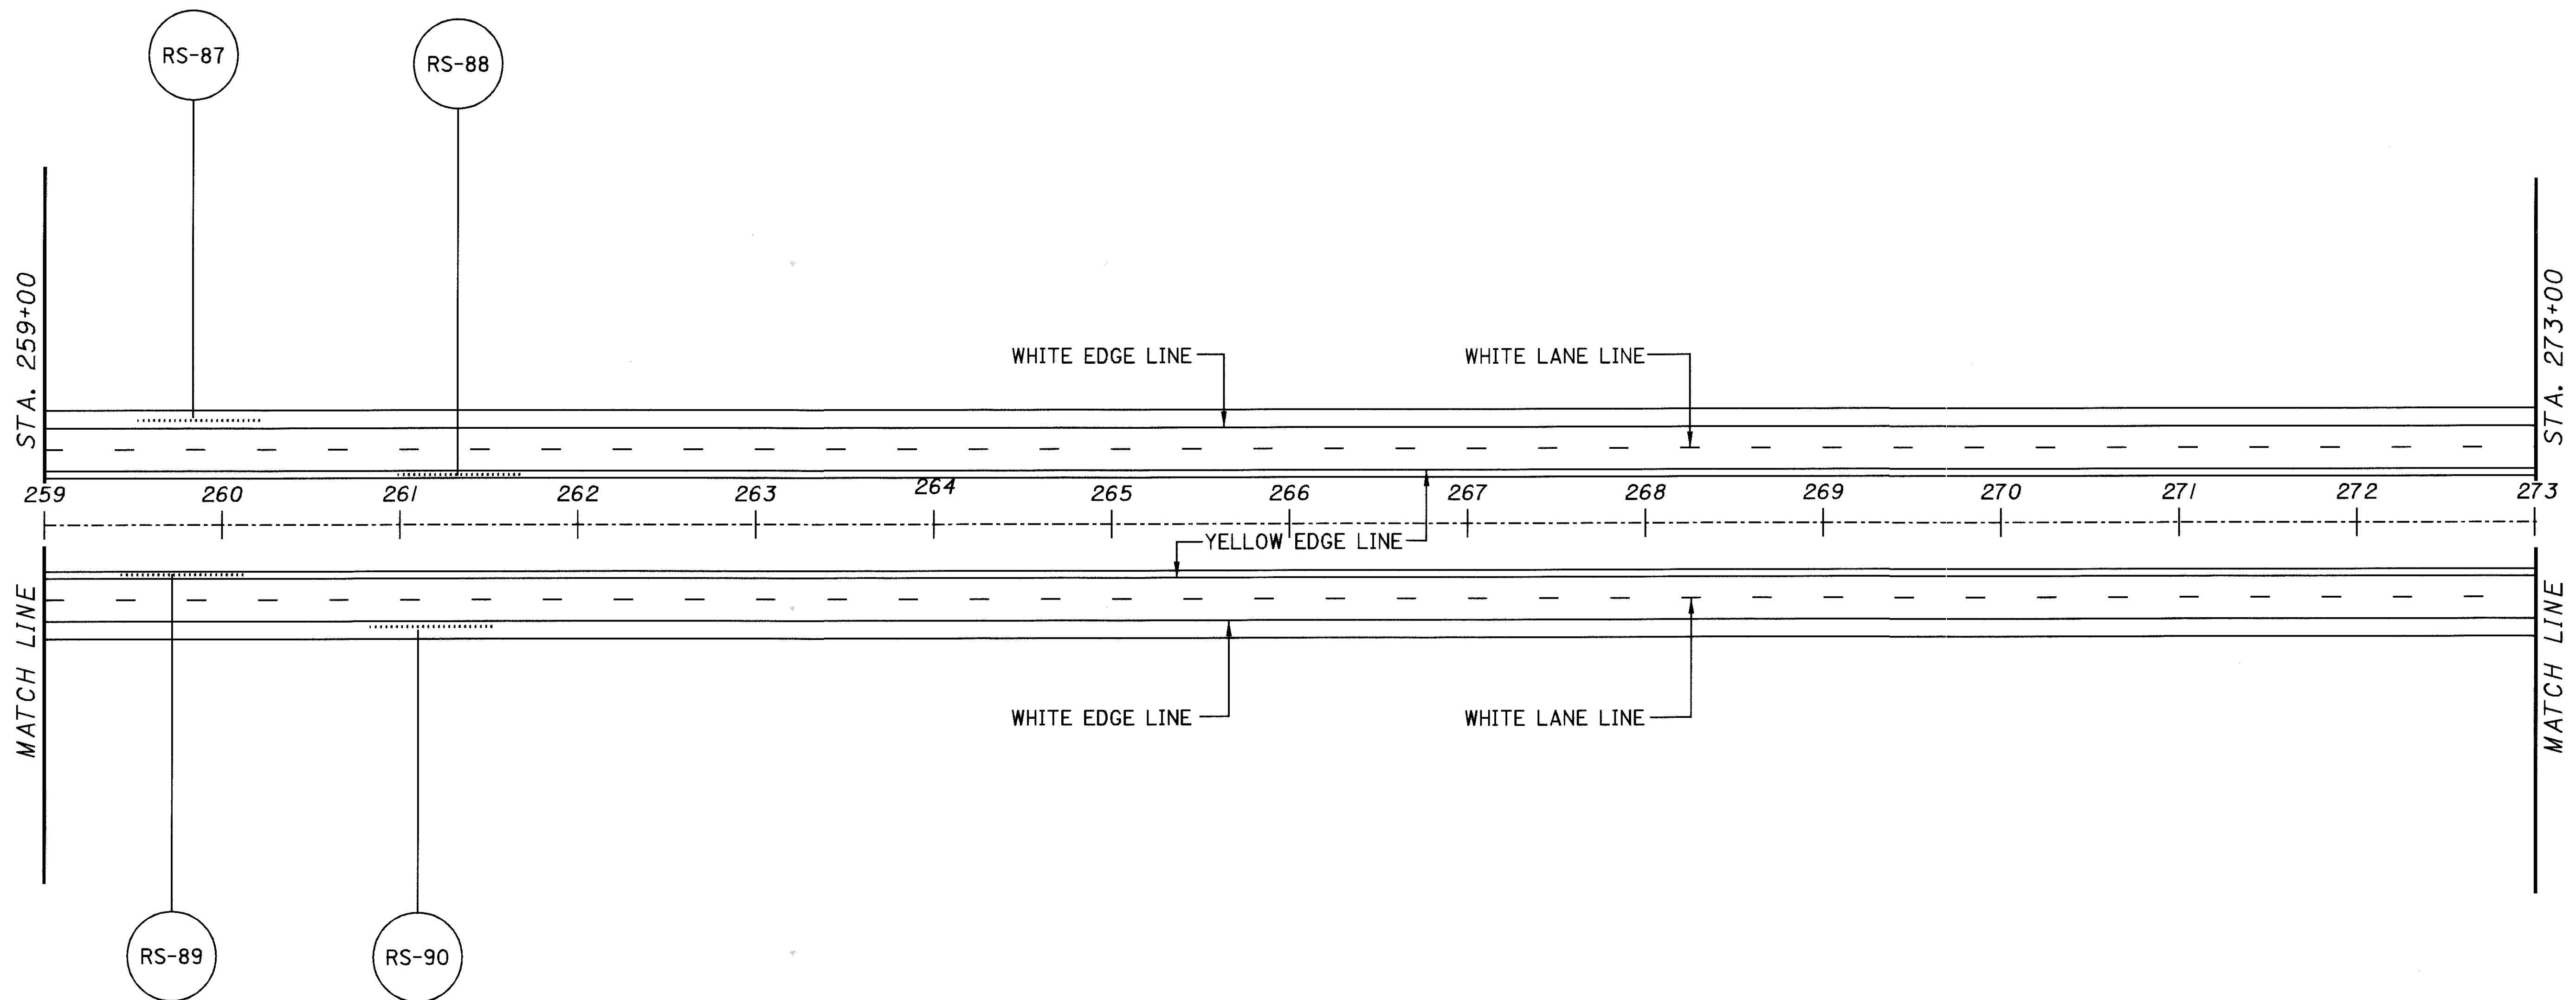 RS-87
RS-88
STA. 259+00
STA. 273+00
WHITE EDGE LINE
WHITE LANE LINE
259 260 261 262 263 264 265 266 267 268 269 270 271 272 273
YELLOW EDGE LINE
MATCH LINE
MATCH LINE
WHITE EDGE LINE
WHITE LANE LINE
RS-89
RS-90